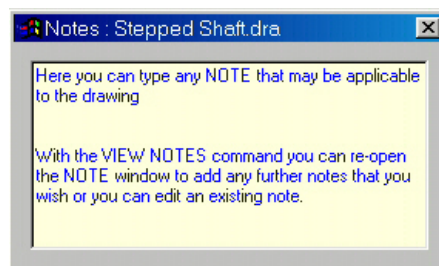 Notes : Stepped Shaft.dra
Here you can type any NOTE that may be applicable
to the drawing
With the VIEW NOTES command you can re-open
the NOTE window to add any further notes that you
wish or you can edit an existing note.